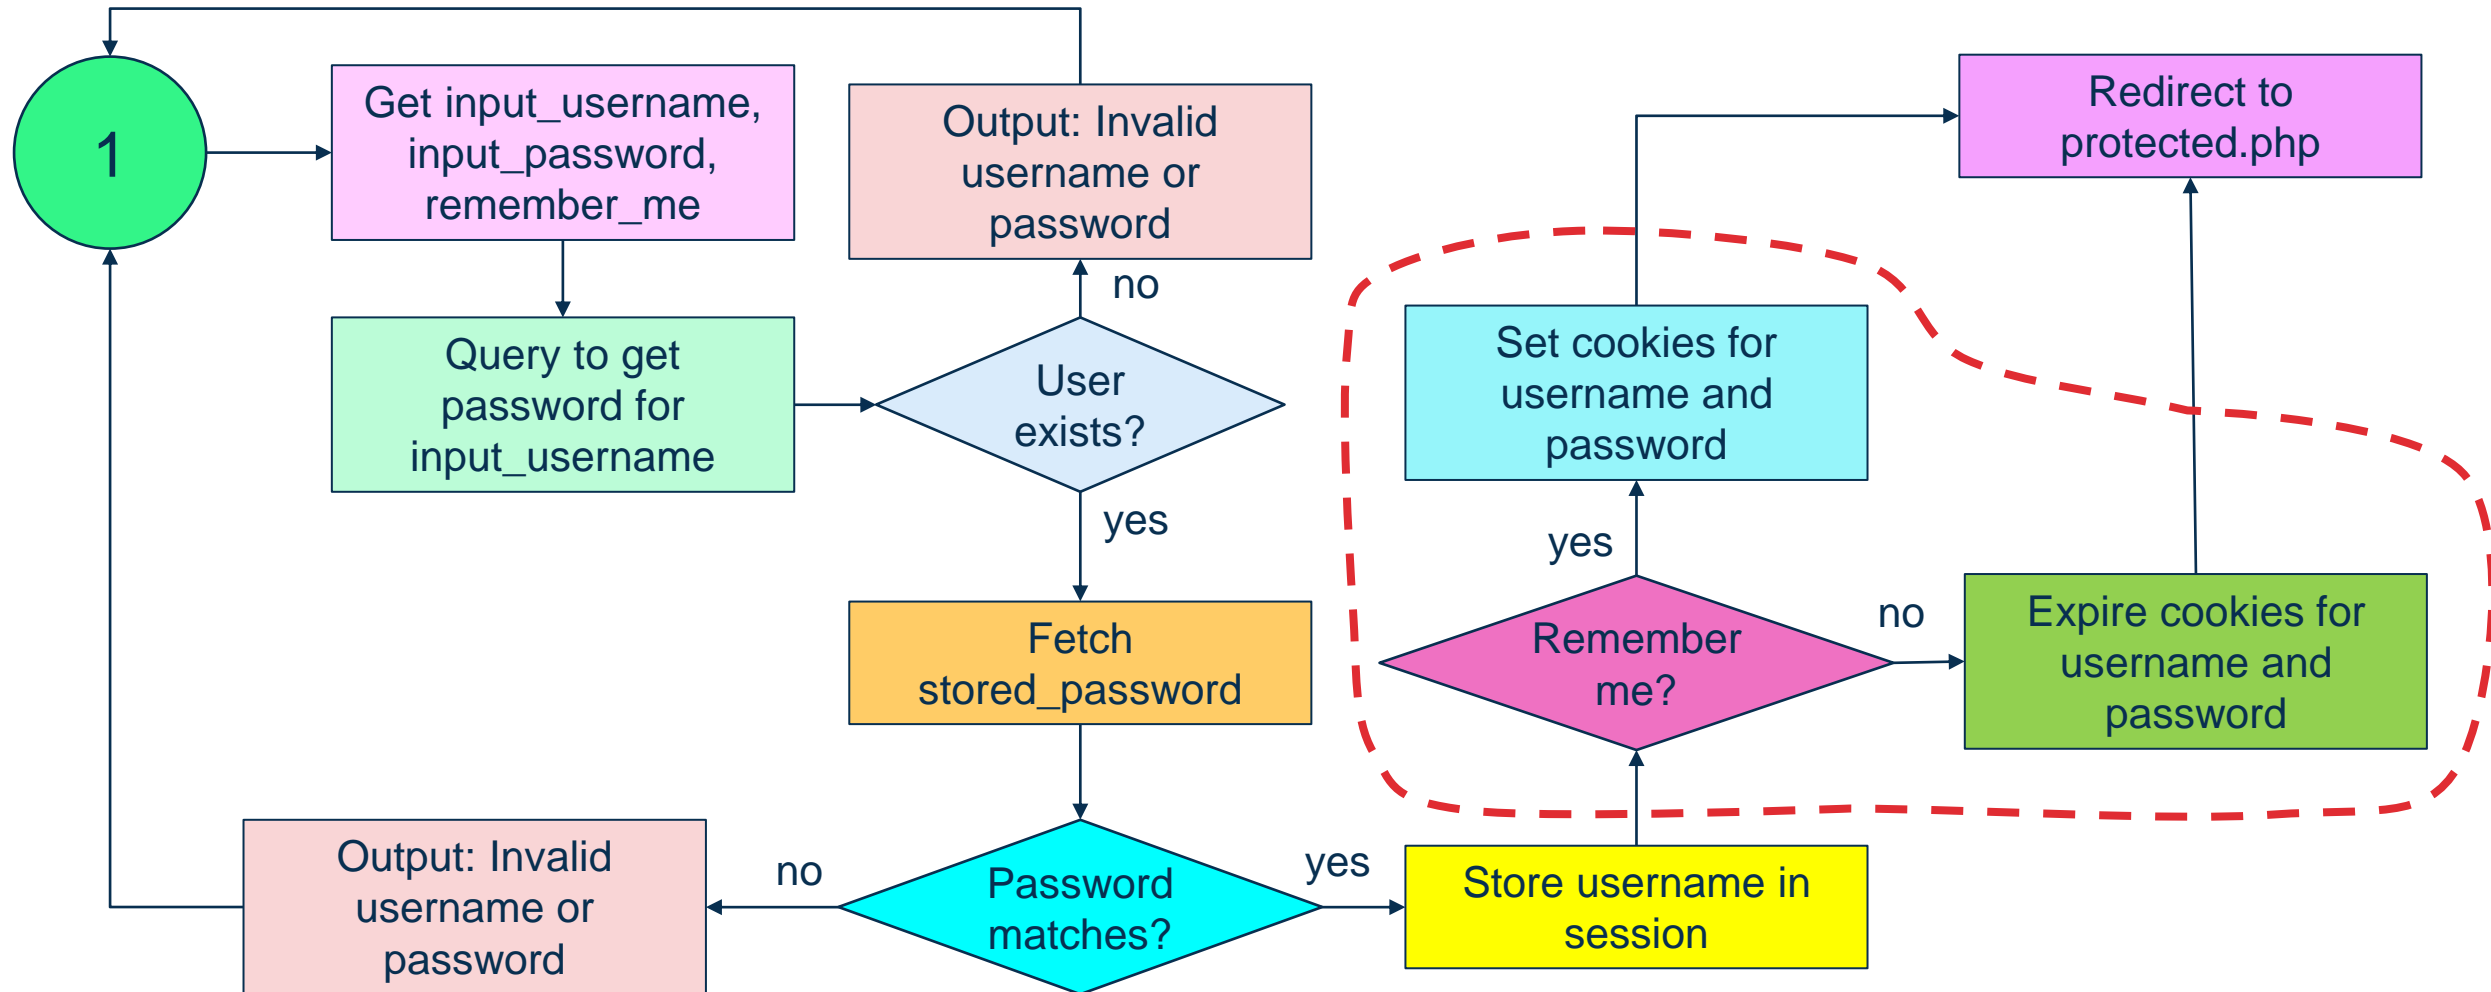 1
Get input_username,
input_password,
remember_me
Query to get
password for
input_username
Output: Invalid
username or
password
no
User
exists?
yes
Fetch
stored_password
Password
matches?
no
Output: Invalid
username or
password
yes
Store username in
session
Remember
me?
yes
Set cookies for
username and
password
no
Expire cookies for
username and
password
Redirect to
protected.php